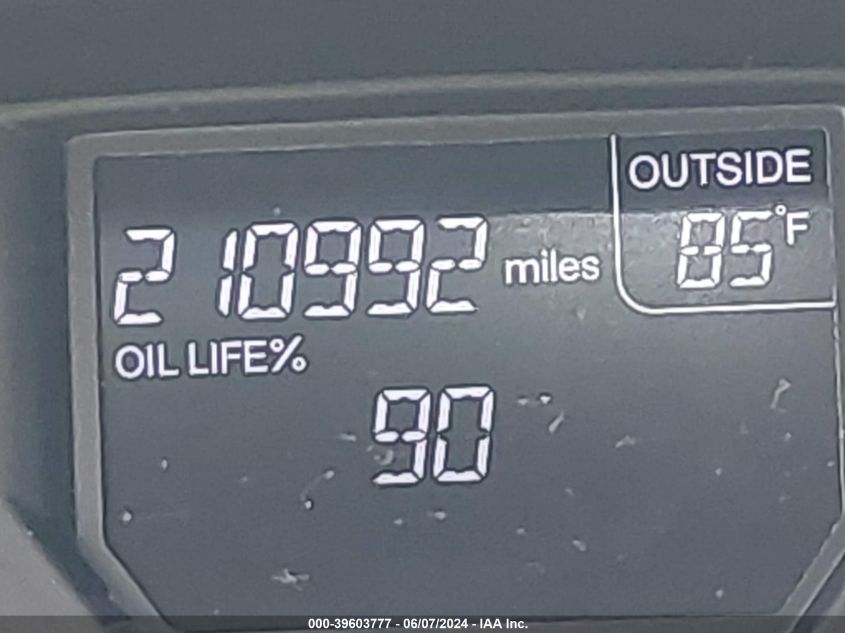 OUTSIDE
210992 miles 85°F
OIL LIFE%
90
000-39603777 - 06/07/2024 - IAA Inc.